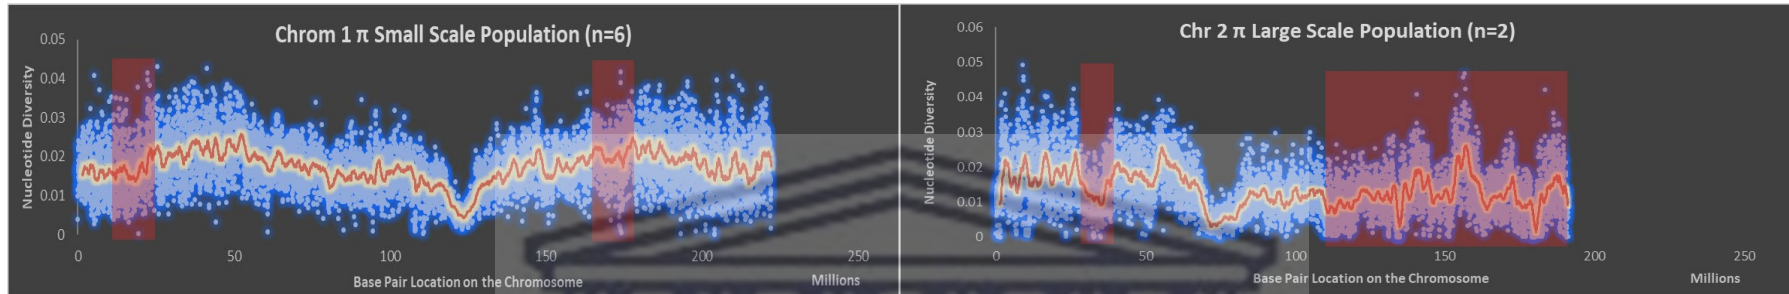 Chrom 1 π Small Scale Population (n=6)
Nucleotide Diversity
0.05
0.04
0.03
0.02
0.01
0
0 50 100 150 200 250
Base Pair Location on the Chromosome Millions
Chr 2 π Large Scale Population (n=2)
Nucleotide Diversity
0.06
0.05
0.04
0.03
0.02
0.01
0
0 50 100 150 200 250
Base Pair Location on the Chromosome Millions